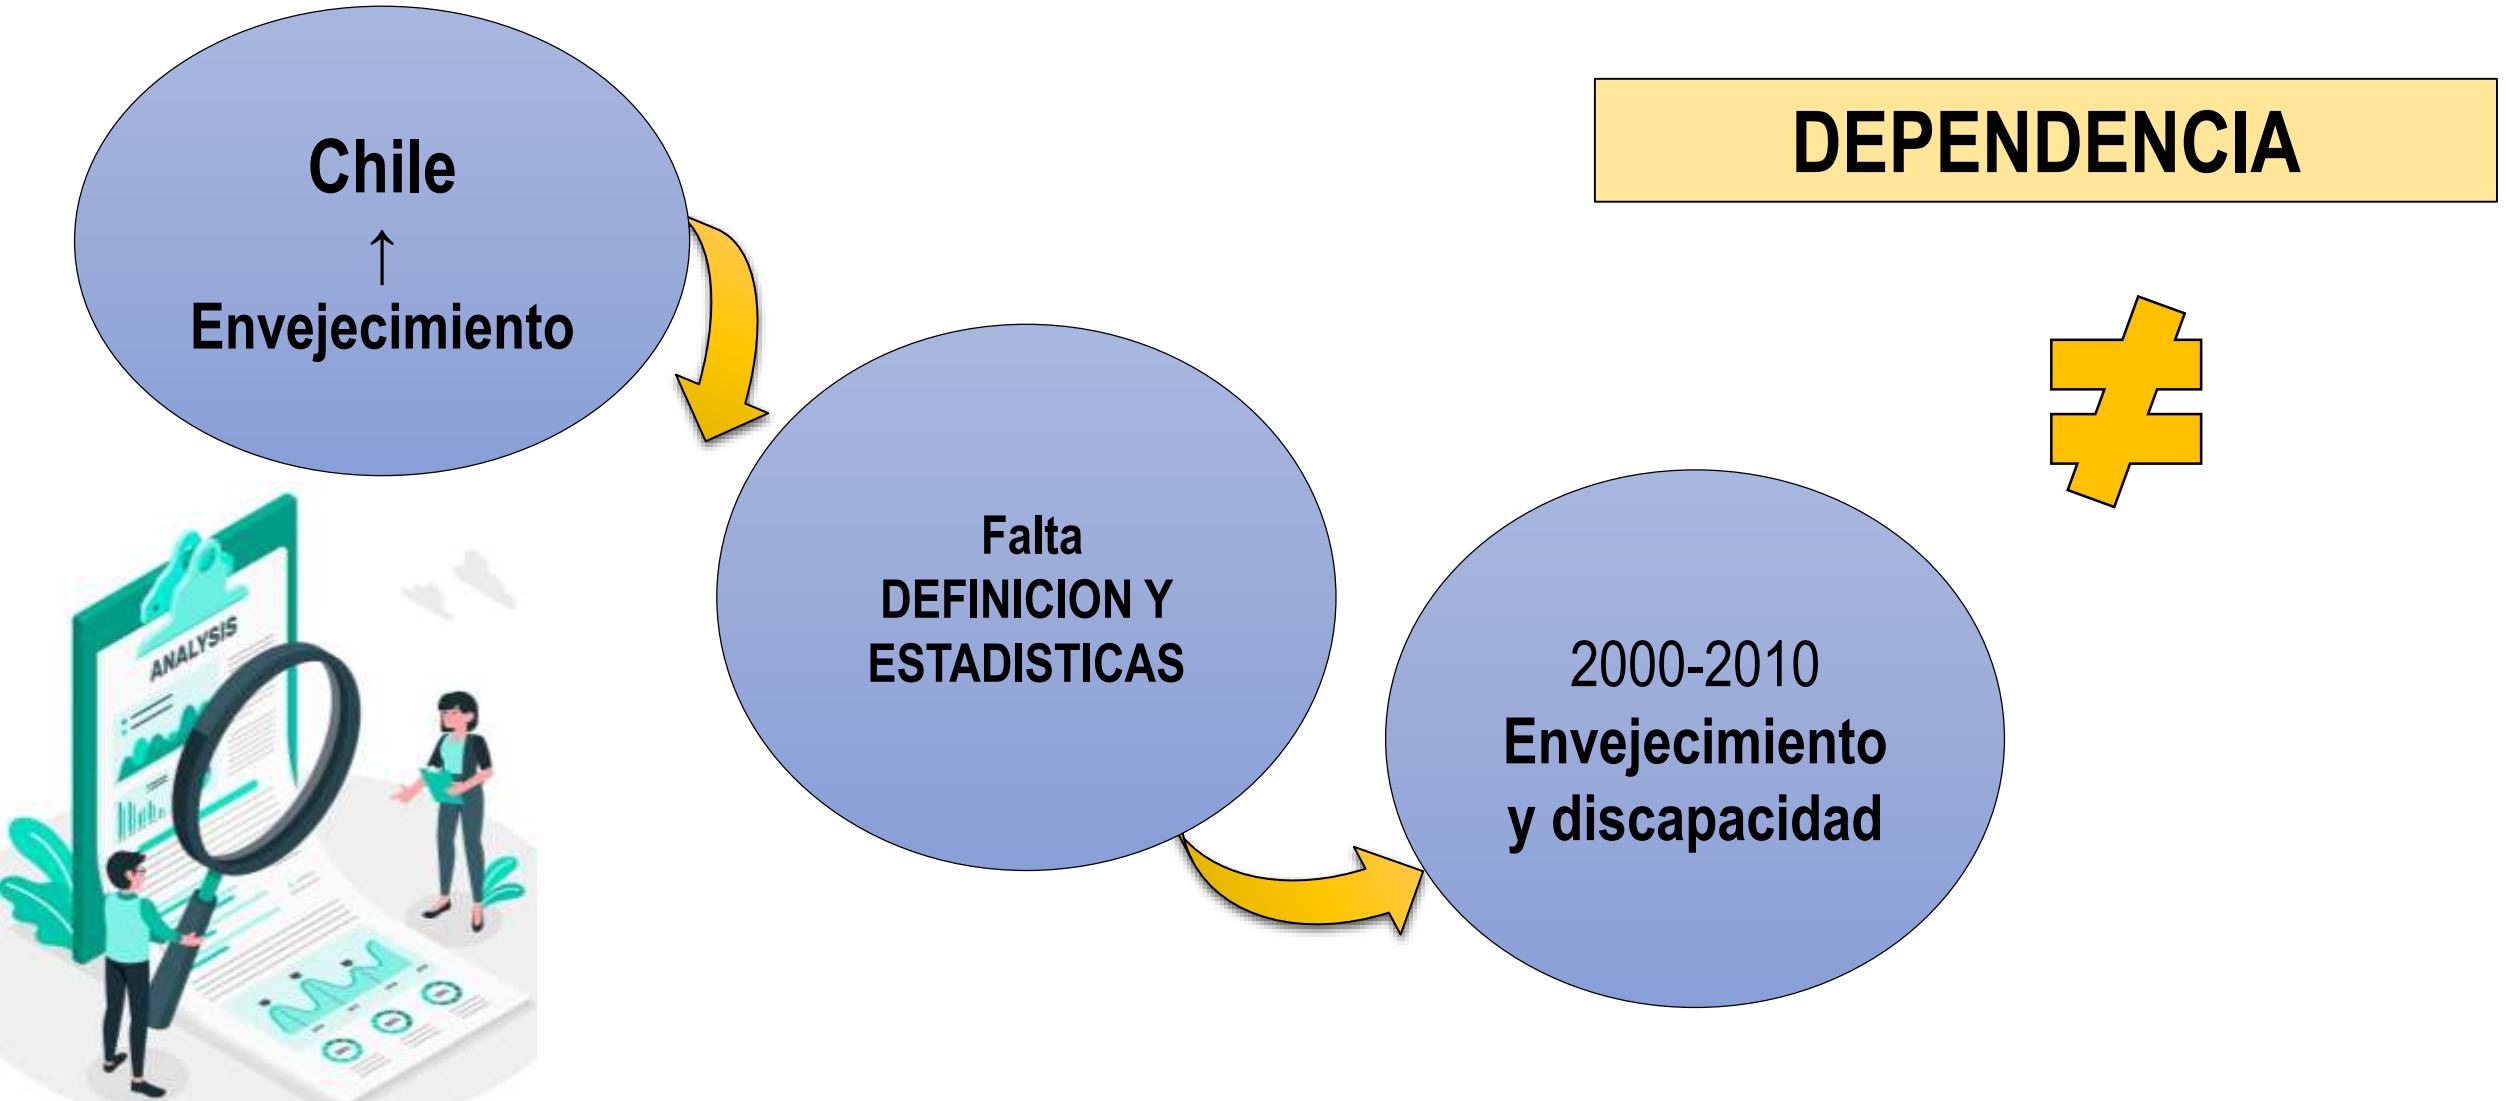 Chile
↑
Envejecimiento
DEPENDENCIA
≠
Falta
DEFINICION Y
ESTADISTICAS
2000-2010
Envejecimiento
y discapacidad
ANALYSIS